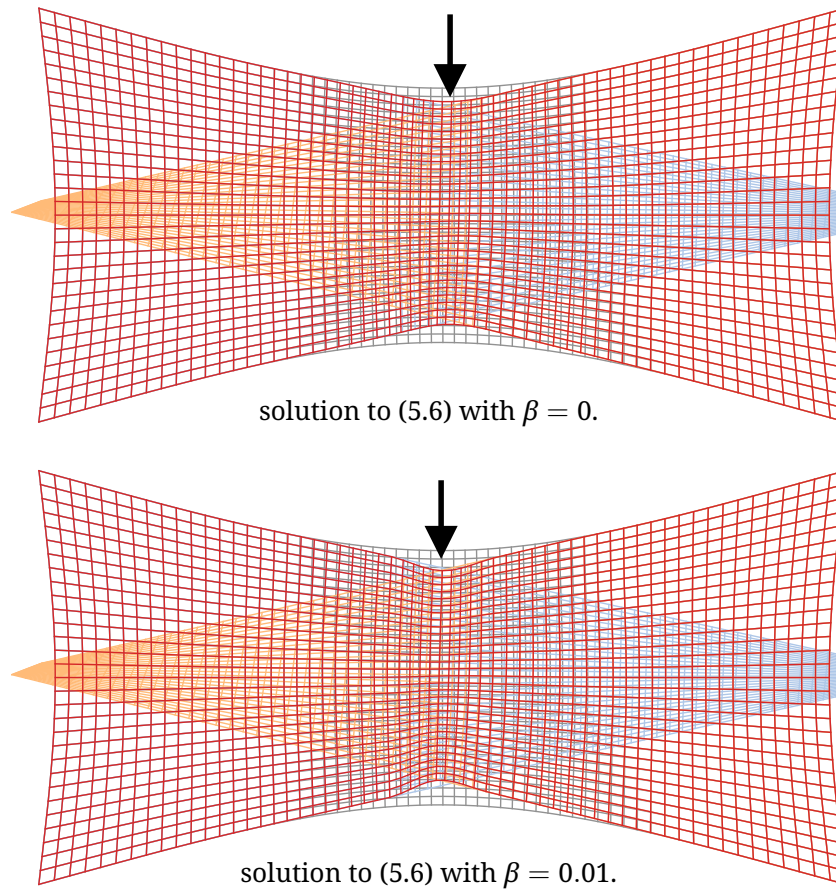 solution to (5.6) with β = 0.
solution to (5.6) with β = 0.01.